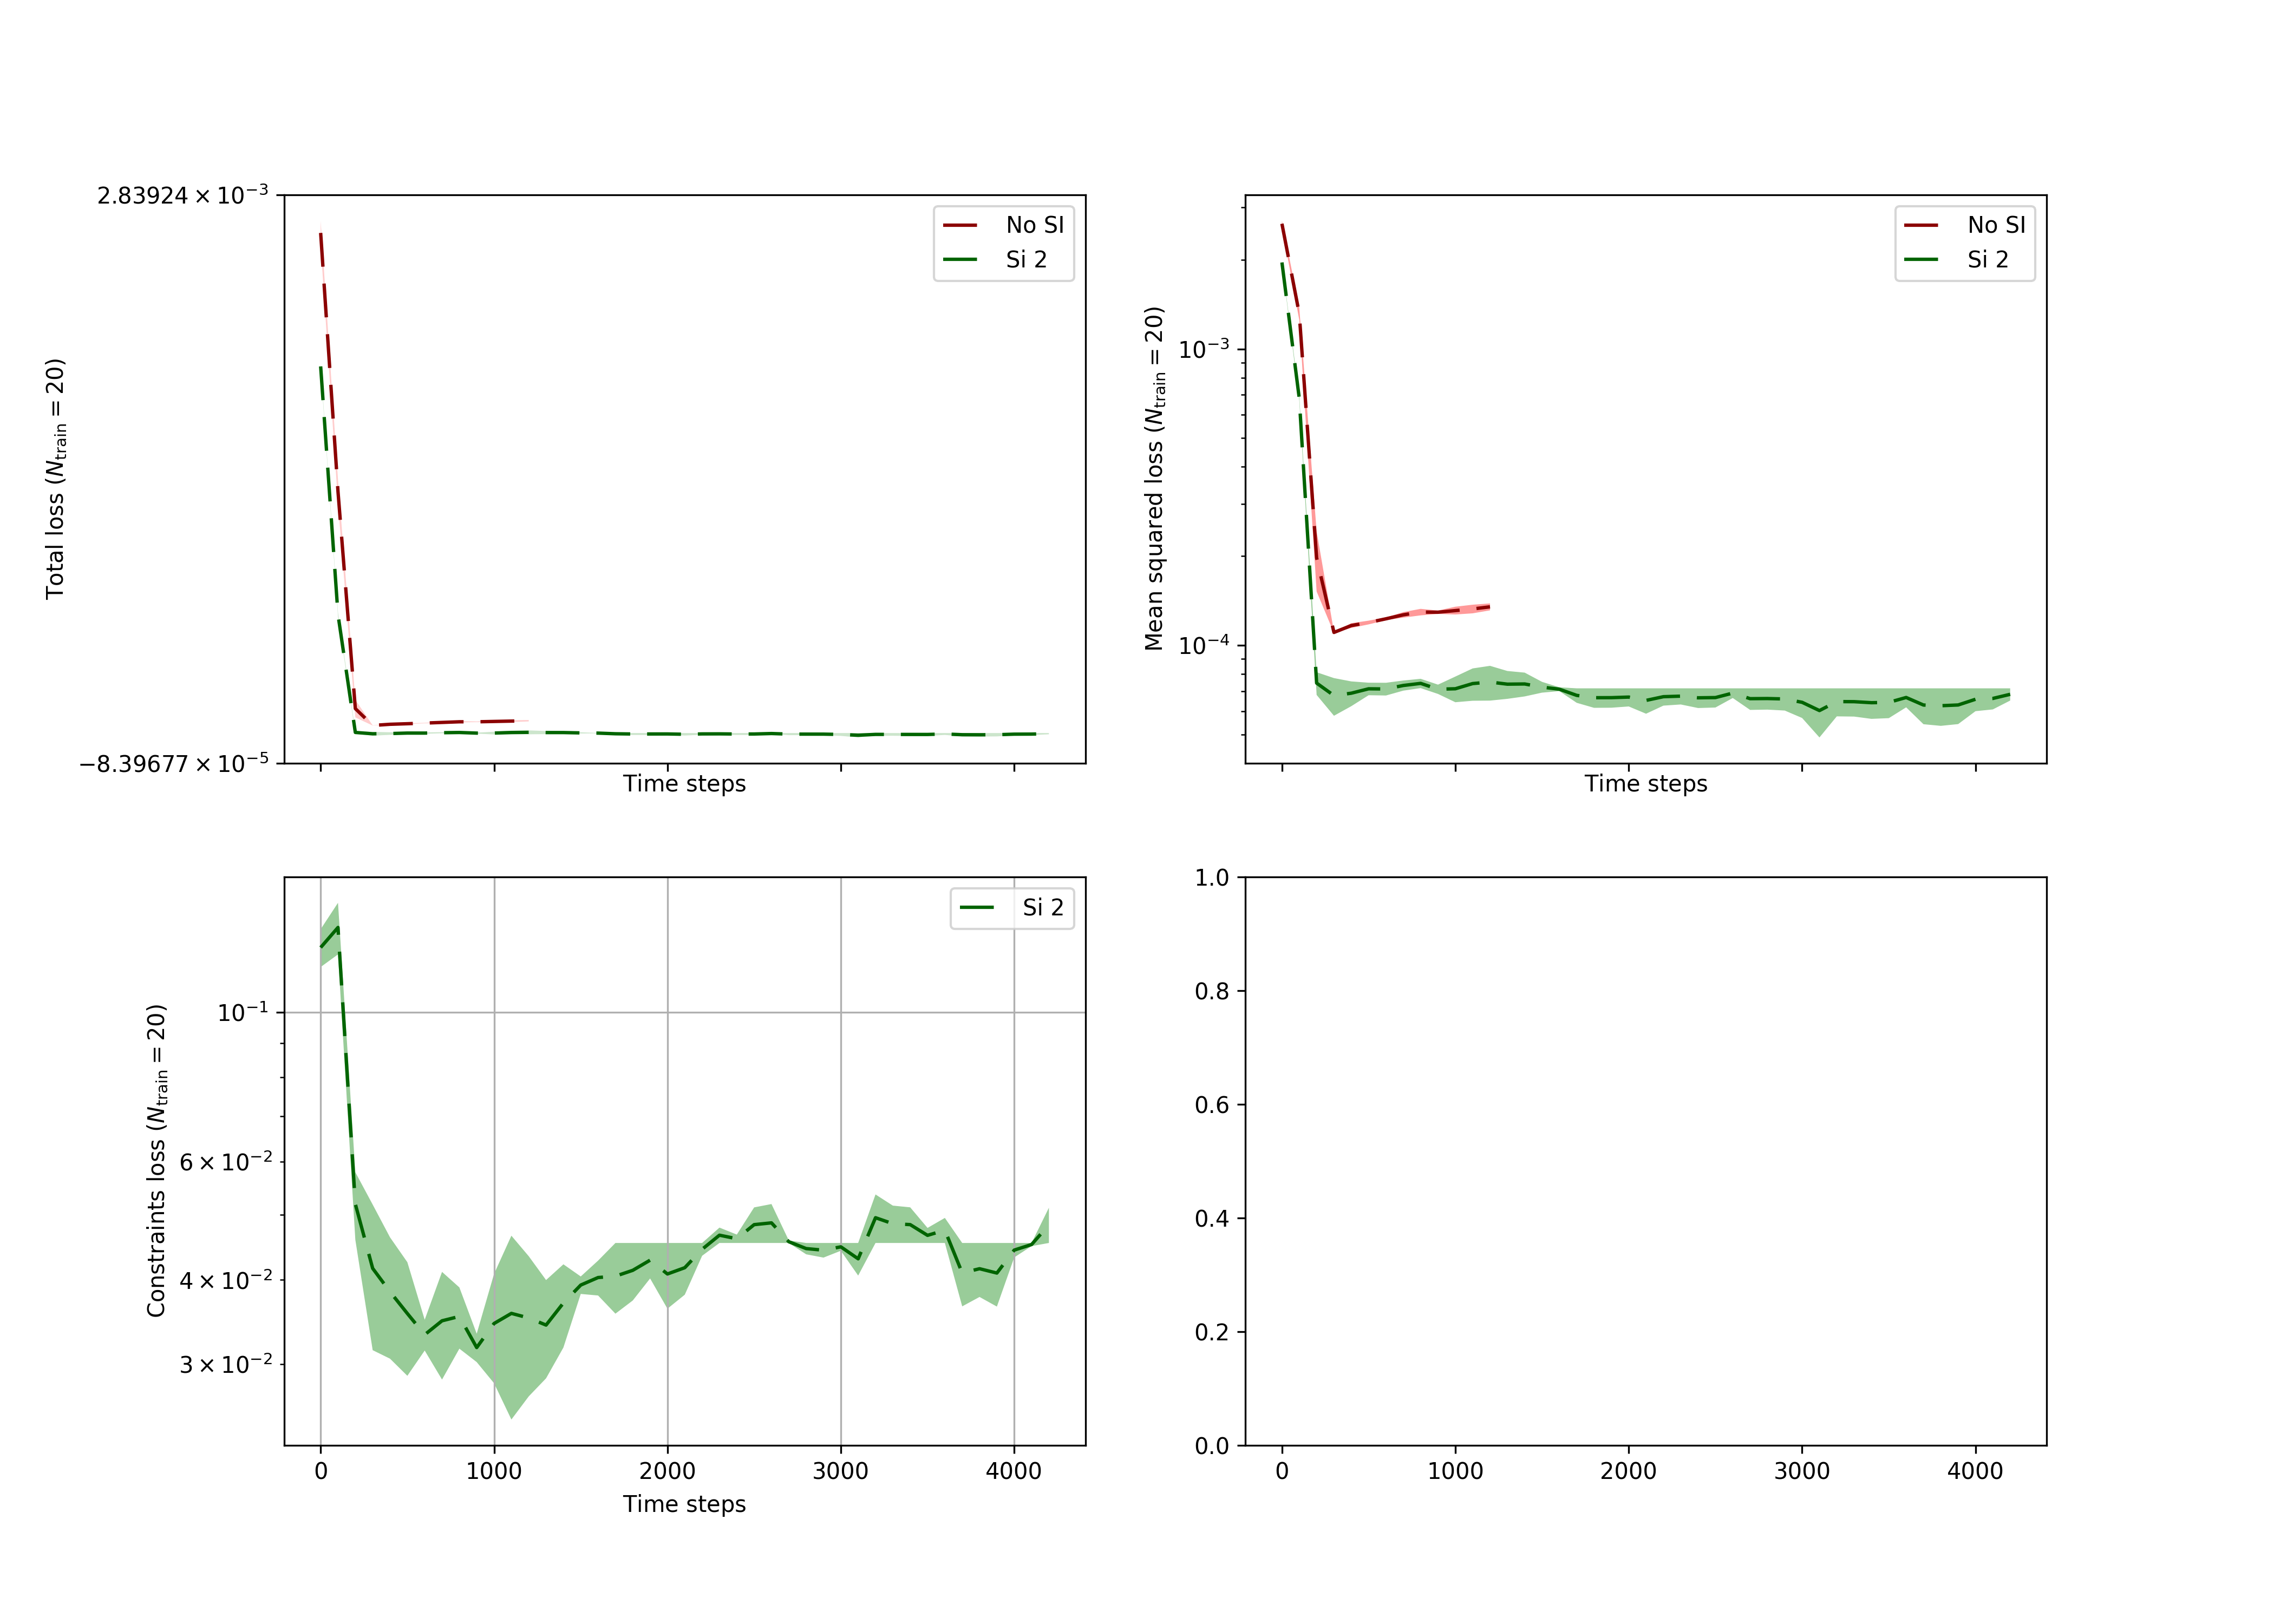 2.83924 × 10⁻³
Total loss (N_train = 20)
−8.39677 × 10⁻⁵
No SI
Si 2
Time steps
Mean squared loss (N_train = 20)
10⁻³
10⁻⁴
No SI
Si 2
Time steps
Constraints loss (N_train = 20)
10⁻¹
6 × 10⁻²
4 × 10⁻²
3 × 10⁻²
Si 2
0 1000 2000 3000 4000
Time steps
1.0
0.8
0.6
0.4
0.2
0.0
0 1000 2000 3000 4000